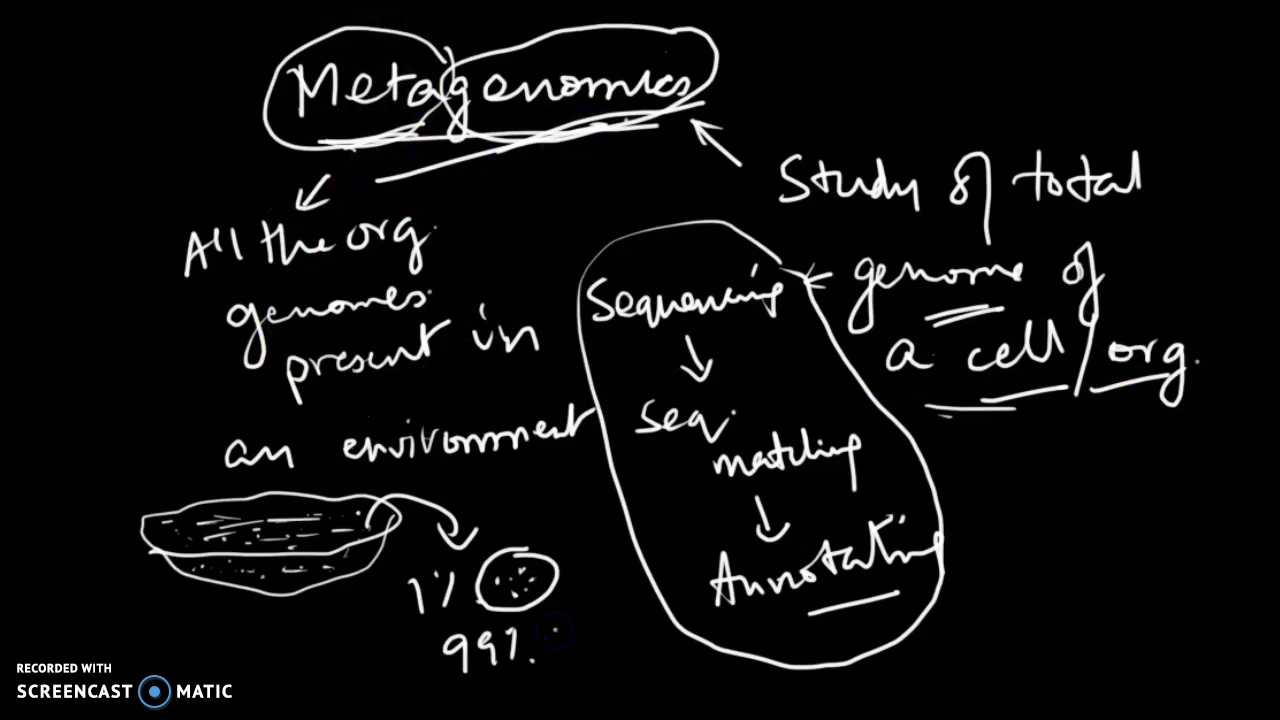 Metagenomics
Study of total
genome of
a cell/org.
All the org.
genomes
present in
an environment
Sequencing
Seq.
matching
Annotating
1%
99%.
RECORDED WITH
SCREENCAST MATIC